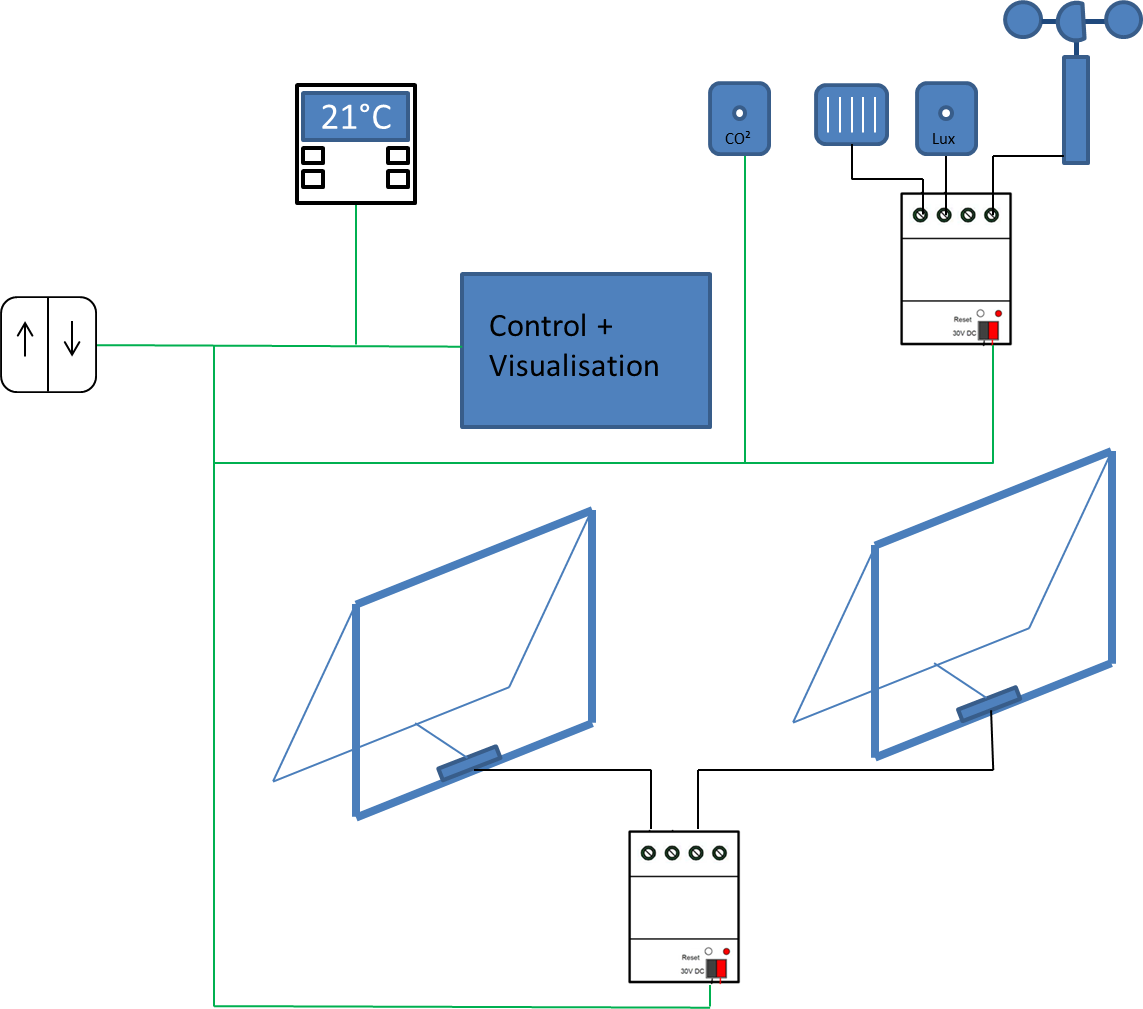 21°C
CO²
Lux
Reset
30V DC
Control +
Visualisation
Reset
30V DC